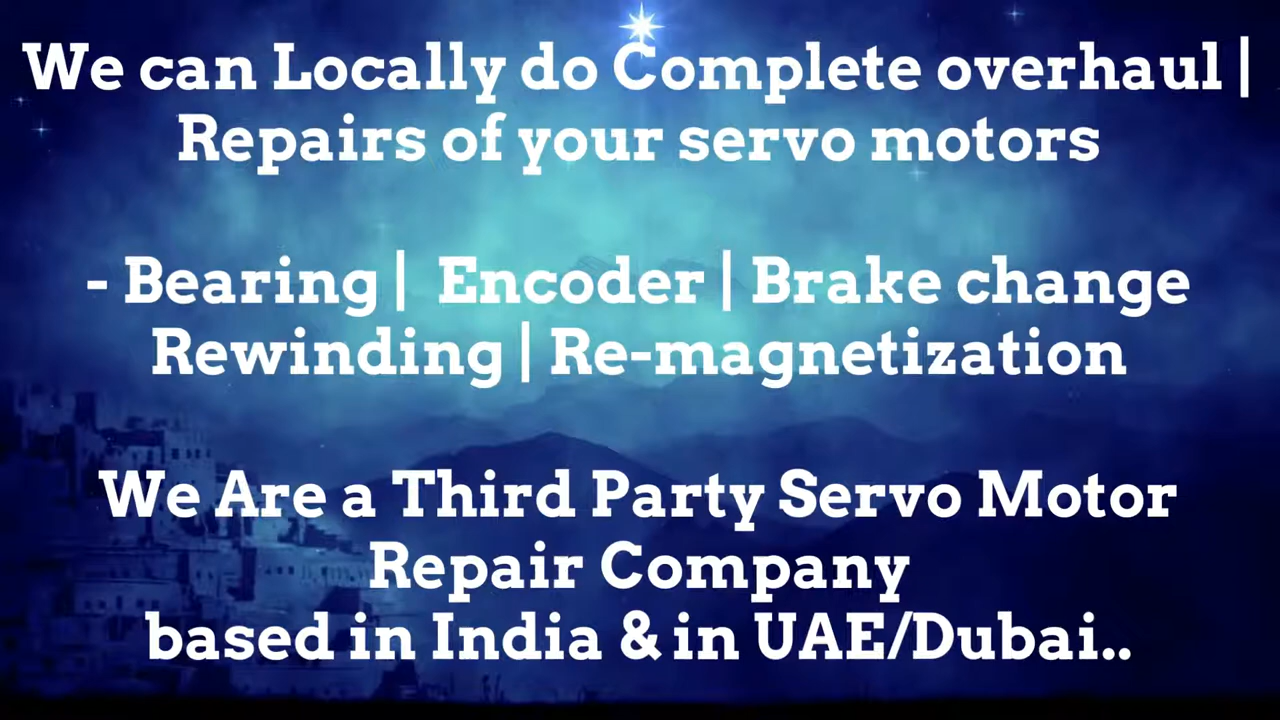 We can Locally do Complete overhaul |
Repairs of your servo motors
- Bearing | Encoder | Brake change
Rewinding | Re-magnetization
We Are a Third Party Servo Motor
Repair Company
based in India & in UAE/Dubai..